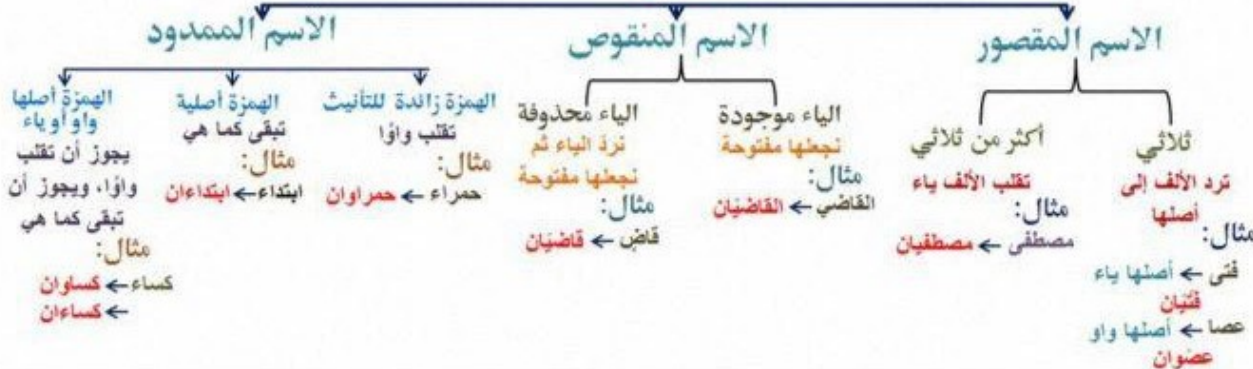 الاسم المقصور
ثلاثي
ترد الألف إلى
أصلها
مثال:
فتى ← أصلها ياء
فتَيَان
عصا ← أصلها واو
عصَوان
أكثر من ثلاثي
تقلب الألف ياء
مثال:
مصطفى ← مصطفيان
الاسم المنقوص
الياء موجودة
نجعلها مفتوحة
مثال:
القاضي ← القاضيَان
الياء محذوفة
نردّ الياء ثم
نجعلها مفتوحة
مثال:
قاضٍ ← قاضيَان
الاسم الممدود
الهمزة زائدة للتأنيث
تقلب واوًا
مثال:
حمراء ← حمراوان
الهمزة أصلية
تبقى كما هي
مثال:
ابتداء ← ابتداءان
الهمزة أصلها
واو أو ياء
يجوز أن تقلب
واوًا، ويجوز أن
تبقى كما هي
مثال:
كساء ← كساوان
← كساءان